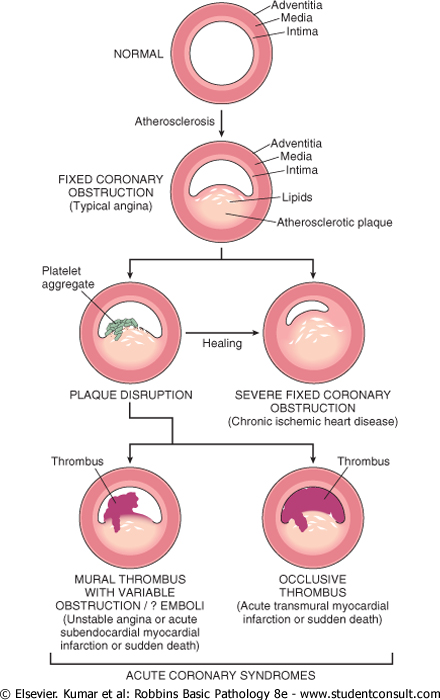 Adventitia
Media
Intima
NORMAL
Atherosclerosis
Adventitia
Media
Intima
FIXED CORONARY
OBSTRUCTION
(Typical angina)
Lipids
Atherosclerotic plaque
Platelet
aggregate
Healing
PLAQUE DISRUPTION
SEVERE FIXED CORONARY
OBSTRUCTION
(Chronic ischemic heart disease)
Thrombus
Thrombus
MURAL THROMBUS
WITH VARIABLE
OBSTRUCTION / ? EMBOLI
(Unstable angina or acute
subendocardial myocardial
infarction or sudden death)
OCCLUSIVE
THROMBUS
(Acute transmural myocardial
infarction or sudden death)
ACUTE CORONARY SYNDROMES
© Elsevier. Kumar et al: Robbins Basic Pathology 8e - www.studentconsult.com